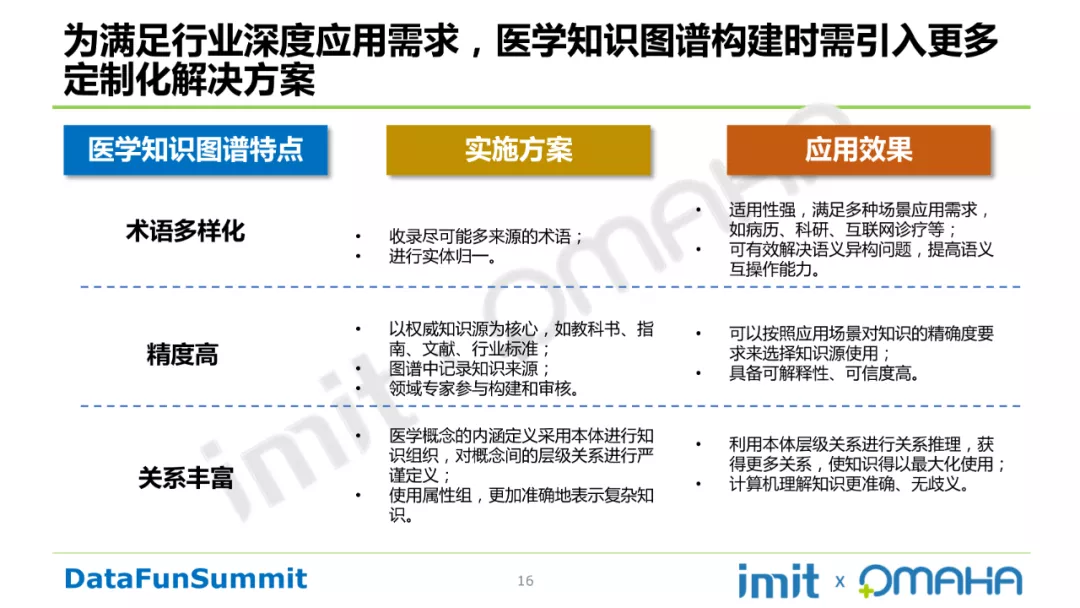 为满足行业深度应用需求，医学知识图谱构建时需引入更多
定制化解决方案
医学知识图谱特点
实施方案
应用效果
术语多样化
• 收录尽可能多来源的术语；
• 进行实体归一。
• 适用性强，满足多种场景应用需求，
如病历、科研、互联网诊疗等；
• 可有效解决语义异构问题，提高语义
互操作能力。
精度高
• 以权威知识源为核心，如教科书、指
南、文献、行业标准；
• 图谱中记录知识来源；
• 领域专家参与构建和审核。
• 可以按照应用场景对知识的精确度要
求来选择知识源使用；
• 具备可解释性、可信度高。
关系丰富
• 医学概念的内涵定义采用本体进行知
识组织，对概念间的层级关系进行严
谨定义；
• 使用属性组，更加准确地表示复杂知
识。
• 利用本体层级关系进行关系推理，获
得更多关系，使知识得以最大化使用；
• 计算机理解知识更准确、无歧义。
imit OMAHA
DataFunSummit
16
imit x OMAHA